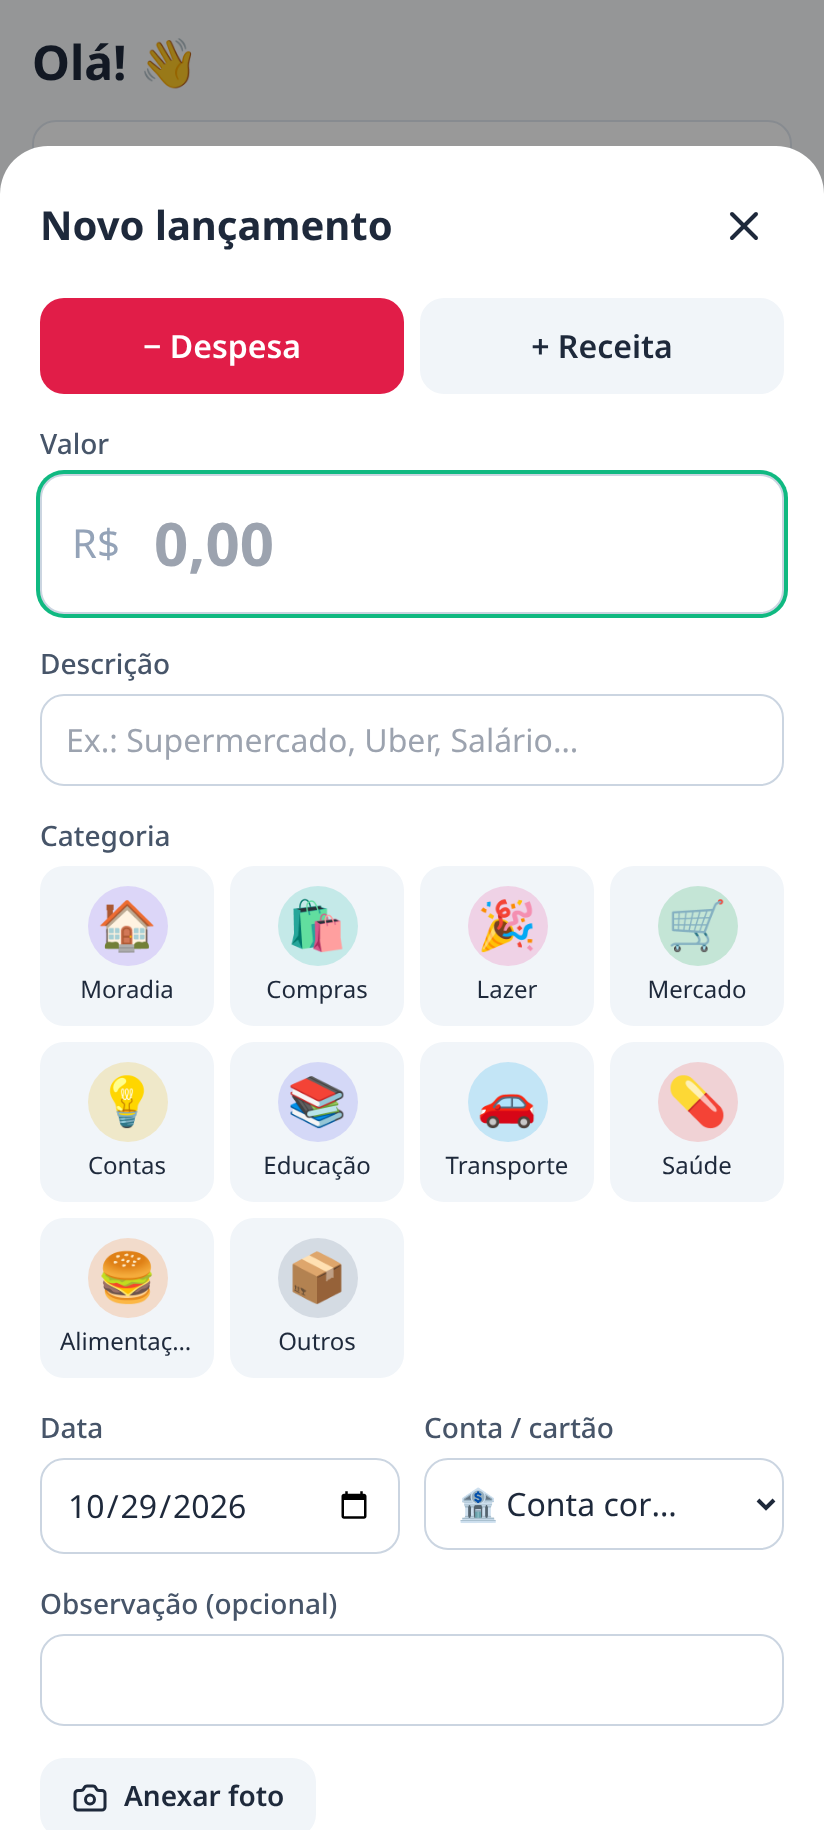 Olá! 👋
Novo lançamento
− Despesa
+ Receita
Valor
R$ 0,00
Descrição
Ex.: Supermercado, Uber, Salário...
Categoria
Moradia
Compras
Lazer
Mercado
Contas
Educação
Transporte
Saúde
Alimentaç...
Outros
Data
Conta / cartão
10/29/2026
Conta cor...
Observação (opcional)
Anexar foto